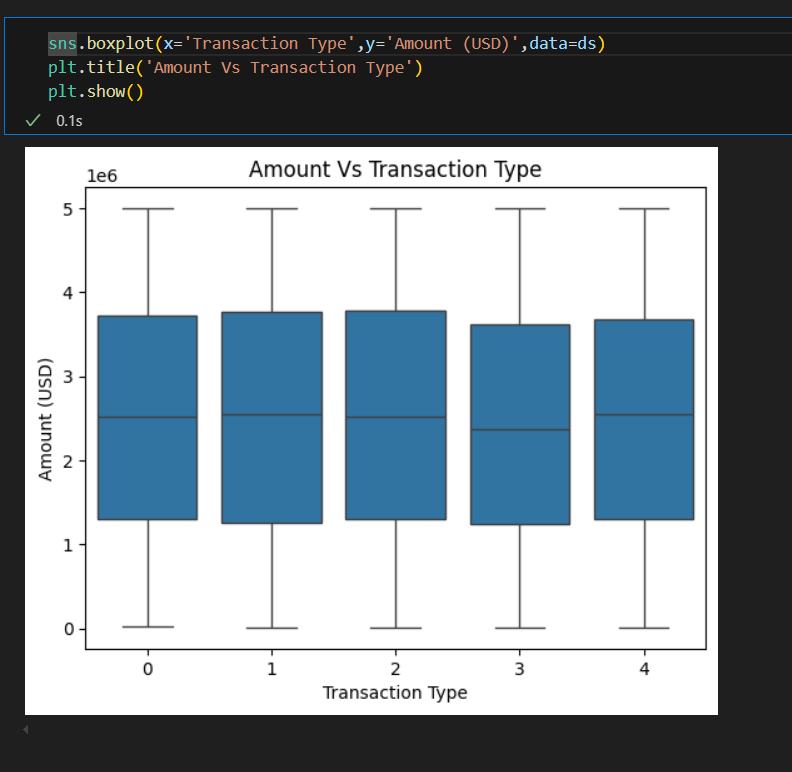 sns.boxplot(x='Transaction Type',y='Amount (USD)',data=ds)
plt.title('Amount Vs Transaction Type')
plt.show()
0.1s
Amount Vs Transaction Type
1e6
5
4
3
2
1
0
Amount (USD)
0 1 2 3 4
Transaction Type